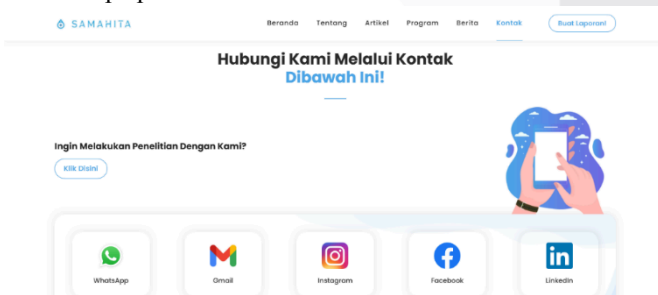 SAMAHITA Beranda Tentang Artikel Program Berita Kontak Buat Laporan!
Hubungi Kami Melalui Kontak
Dibawah Ini!
Ingin Melakukan Penelitian Dengan Kami?
Klik Disini
WhatsApp Gmail Instagram Facebook Linkedin